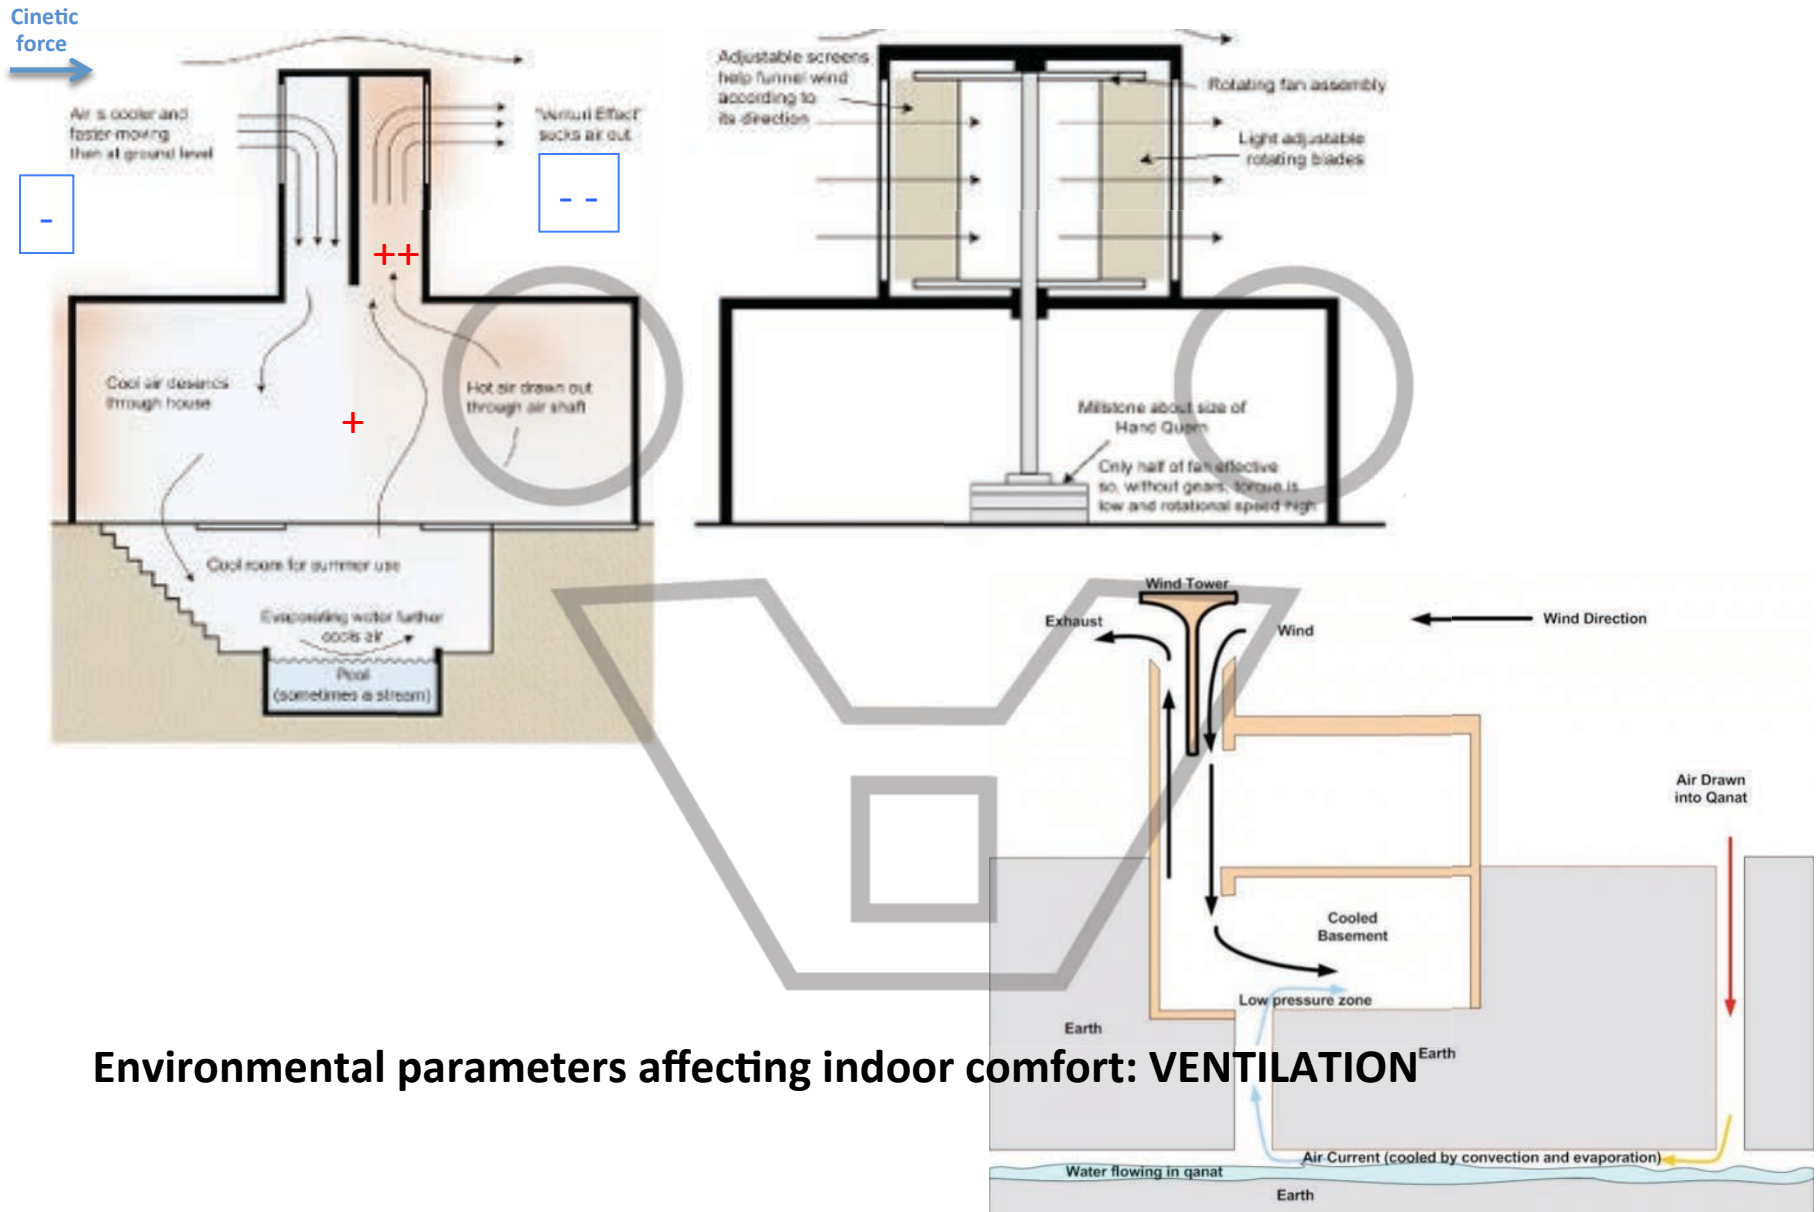 Cinetic
force
Air is cooler and
faster-moving
then at ground level
"Venturi Effect"
sucks air out
-
- -
++
+
Cool air desends
through house
Hot air drawn out
through air shaft
Cool room for summer use
Evaporating water further
cools air
Pool
(sometimes a stream)
Adjustable screens
help funnel wind
according to
its direction
Rotating fan assembly
Light adjustable
rotating blades
Millstone about size of
Hand Quern
Only half of fan effective
so, without gears, torque is
low and rotational speed high
Wind Tower
Exhaust
Wind
Wind Direction
Air Drawn
into Qanat
Cooled
Basement
Low pressure zone
Earth
Earth
Environmental parameters affecting indoor comfort: VENTILATION
Air Current (cooled by convection and evaporation)
Water flowing in qanat
Earth